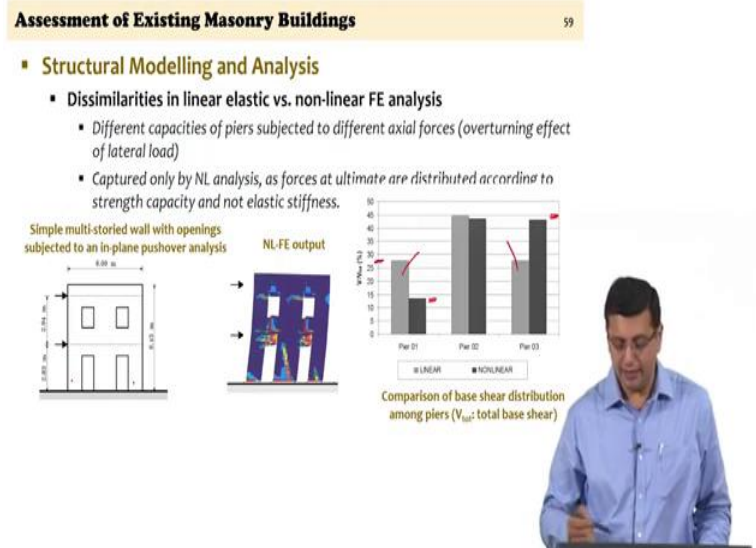 Assessment of Existing Masonry Buildings
59
Structural Modelling and Analysis
Dissimilarities in linear elastic vs. non-linear FE analysis
Different capacities of piers subjected to different axial forces (overturning effect
of lateral load)
Captured only by NL analysis, as forces at ultimate are distributed according to
strength capacity and not elastic stiffness.
Simple multi-storied wall with openings
subjected to an in-plane pushover analysis
NL-FE output
50
45
40
35
30
25
20
15
10
5
0
Pier 01
Pier 02
Pier 03
LINEAR
NONLINEAR
Comparison of base shear distribution
among piers (Vtot: total base shear)